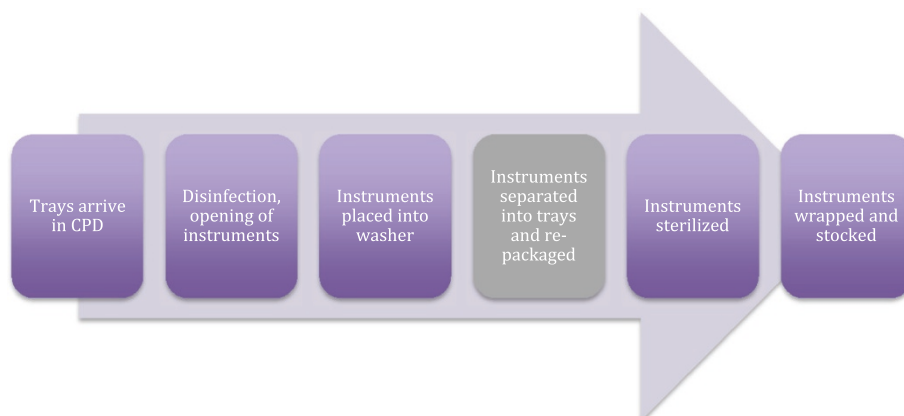 Trays arrive
in CPD
Disinfection,
opening of
instruments
Instruments
placed into
washer
Instruments
separated
into trays
and re-
packaged
Instruments
sterilized
Instruments
wrapped and
stocked